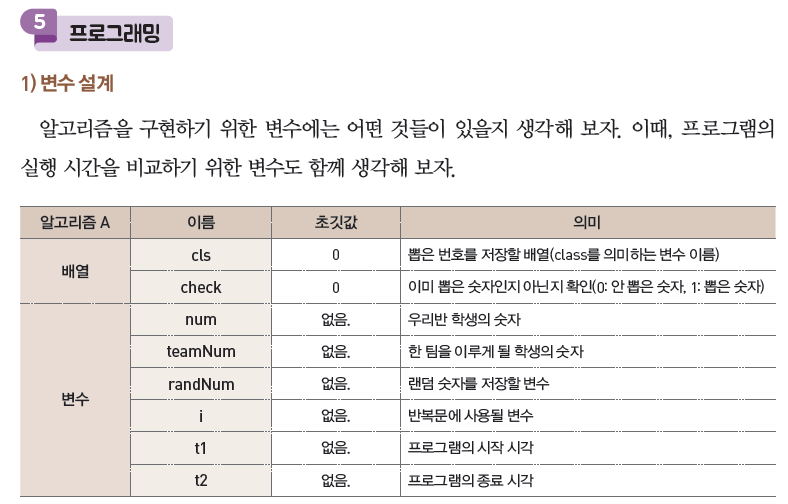 5 프로그래밍
1) 변수 설계
알고리즘을 구현하기 위한 변수에는 어떤 것들이 있을지 생각해 보자. 이때, 프로그램의
실행 시간을 비교하기 위한 변수도 함께 생각해 보자.
알고리즘 A 이름 초깃값 의미
배열 cls 0 뽑은 번호를 저장할 배열(class를 의미하는 변수 이름)
check 0 이미 뽑은 숫자인지 아닌지 확인(0: 안 뽑은 숫자, 1: 뽑은 숫자)
변수 num 없음. 우리반 학생의 숫자
teamNum 없음. 한 팀을 이루게 될 학생의 숫자
randNum 없음. 랜덤 숫자를 저장할 변수
i 없음. 반복문에 사용될 변수
t1 없음. 프로그램의 시작 시각
t2 없음. 프로그램의 종료 시각